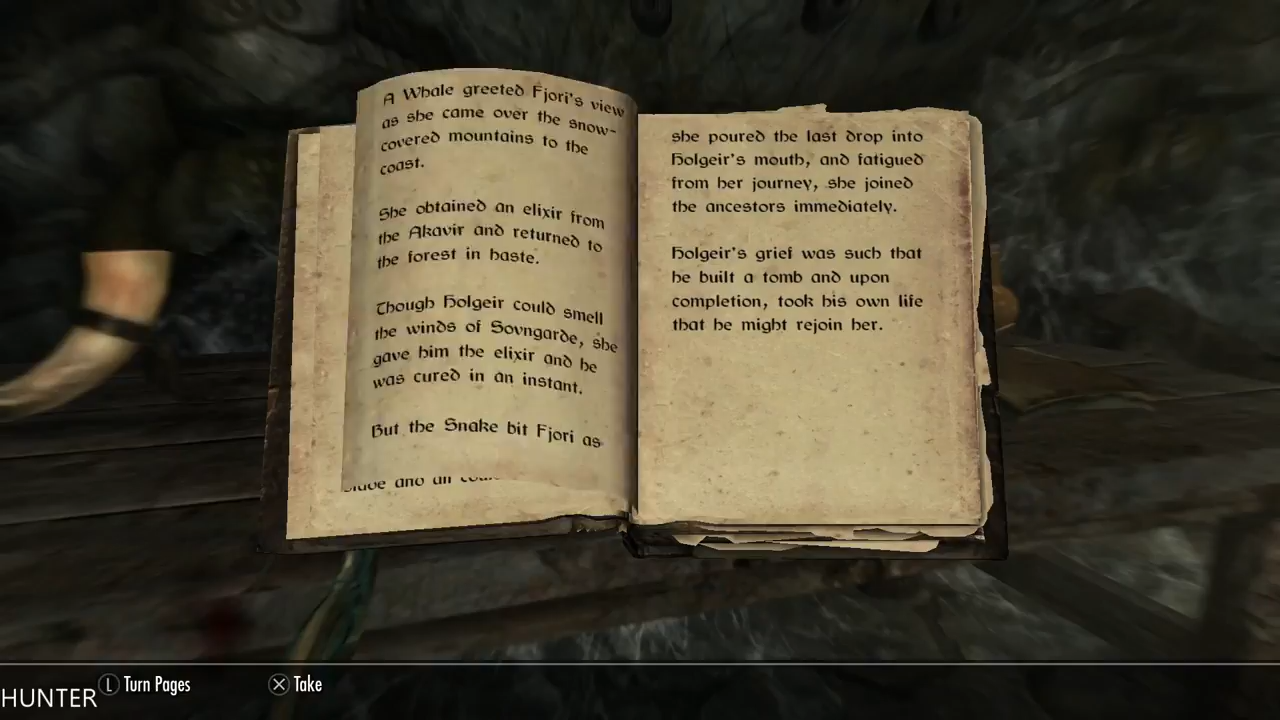 A Whale greeted Fjori's view
as she came over the snow-
covered mountains to the
coast.
She obtained an elixir from
the Akavir and returned to
the forest in haste.
Though Holgeir could smell
the winds of Sovngarde, she
gave him the elixir and he
was cured in an instant.
But the Snake bit Fjori as
and all
she poured the last drop into
Holgeir's mouth, and fatigued
from her journey, she joined
the ancestors immediately.
Holgeir's grief was such that
he built a tomb and upon
completion, took his own life
that he might rejoin her.
HUNTER
L Turn Pages
X Take